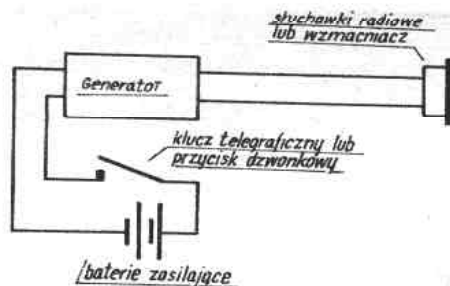 słuchawki radiowe
lub wzmacniacz
Generator
klucz telegraficzny lub
przycisk dzwonkowy
baterie zasilające